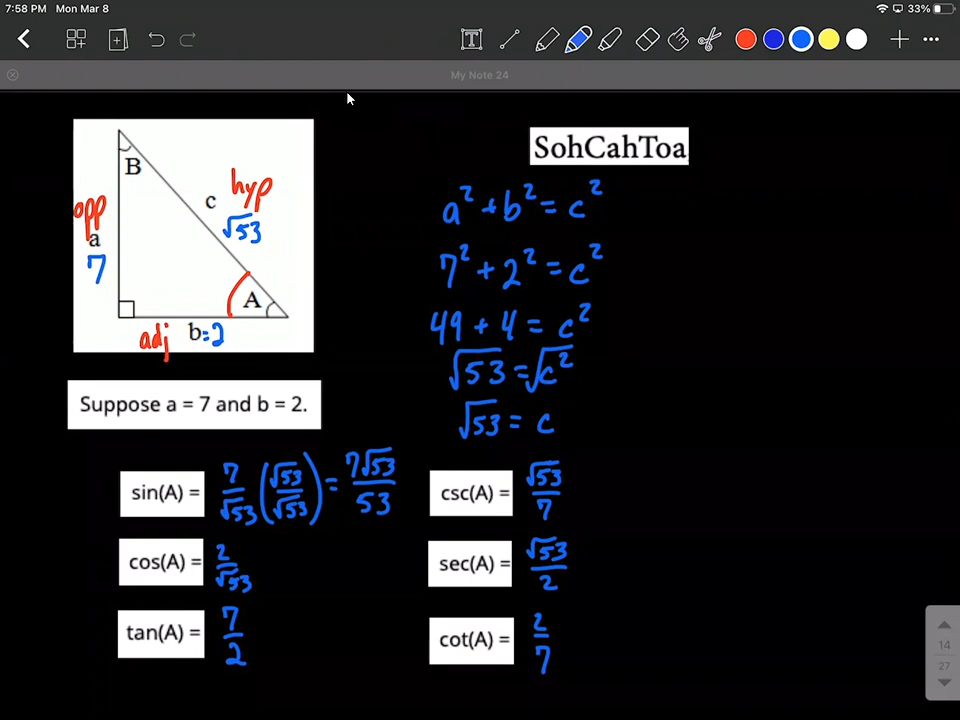 7:58 PM Mon Mar 8
33%
My Note 24
SohCahToa
B
c
hyp
√53
opp
a
7
A
adj
b=2
a² + b² = c²
7² + 2² = c²
49 + 4 = c²
√53 = √c²
√53 = c
Suppose a = 7 and b = 2.
sin(A) = 7/√53 (√53/√53) = 7√53/53
csc(A) = √53/7
cos(A) = 2/√53
sec(A) = √53/2
tan(A) = 7/2
cot(A) = 2/7
14
27